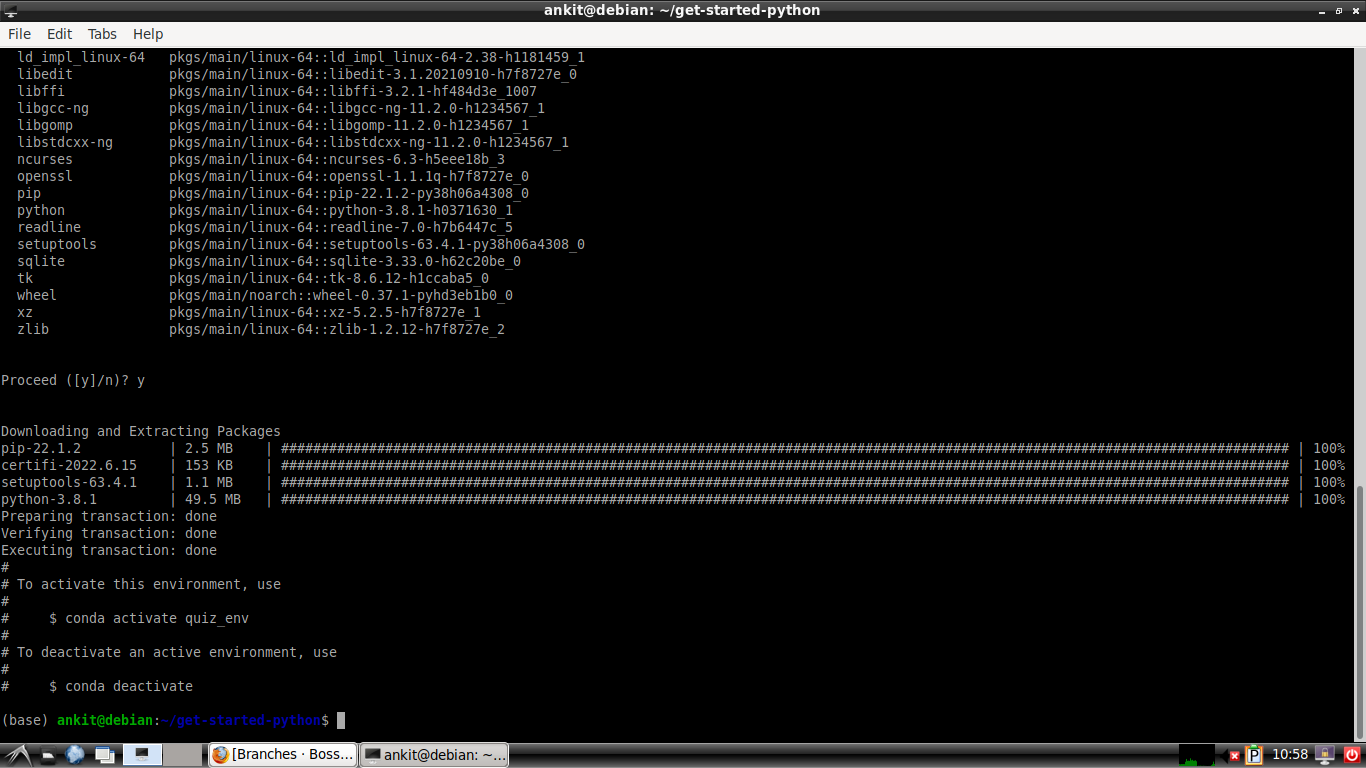 ankit@debian: ~/get-started-python
File Edit Tabs Help
ld_impl_linux-64 pkgs/main/linux-64::ld_impl_linux-64-2.38-h1181459_1
libedit pkgs/main/linux-64::libedit-3.1.20210910-h7f8727e_0
libffi pkgs/main/linux-64::libffi-3.2.1-hf484d3e_1007
libgcc-ng pkgs/main/linux-64::libgcc-ng-11.2.0-h1234567_1
libgomp pkgs/main/linux-64::libgomp-11.2.0-h1234567_1
libstdcxx-ng pkgs/main/linux-64::libstdcxx-ng-11.2.0-h1234567_1
ncurses pkgs/main/linux-64::ncurses-6.3-h5eee18b_3
openssl pkgs/main/linux-64::openssl-1.1.1q-h7f8727e_0
pip pkgs/main/linux-64::pip-22.1.2-py38h06a4308_0
python pkgs/main/linux-64::python-3.8.1-h0371630_1
readline pkgs/main/linux-64::readline-7.0-h7b6447c_5
setuptools pkgs/main/linux-64::setuptools-63.4.1-py38h06a4308_0
sqlite pkgs/main/linux-64::sqlite-3.33.0-h62c20be_0
tk pkgs/main/linux-64::tk-8.6.12-h1ccaba5_0
wheel pkgs/main/noarch::wheel-0.37.1-pyhd3eb1b0_0
xz pkgs/main/linux-64::xz-5.2.5-h7f8727e_1
zlib pkgs/main/linux-64::zlib-1.2.12-h7f8727e_2
Proceed ([y]/n)? y
Downloading and Extracting Packages
pip-22.1.2 | 2.5 MB | ############################################################################################################################## | 100%
certifi-2022.6.15 | 153 KB | ############################################################################################################################## | 100%
setuptools-63.4.1 | 1.1 MB | ############################################################################################################################## | 100%
python-3.8.1 | 49.5 MB | ############################################################################################################################## | 100%
Preparing transaction: done
Verifying transaction: done
Executing transaction: done
#
# To activate this environment, use
#
# $ conda activate quiz_env
#
# To deactivate an active environment, use
#
# $ conda deactivate
(base) ankit@debian:~/get-started-python$
[Branches · Boss... ankit@debian: ~... P 10:58